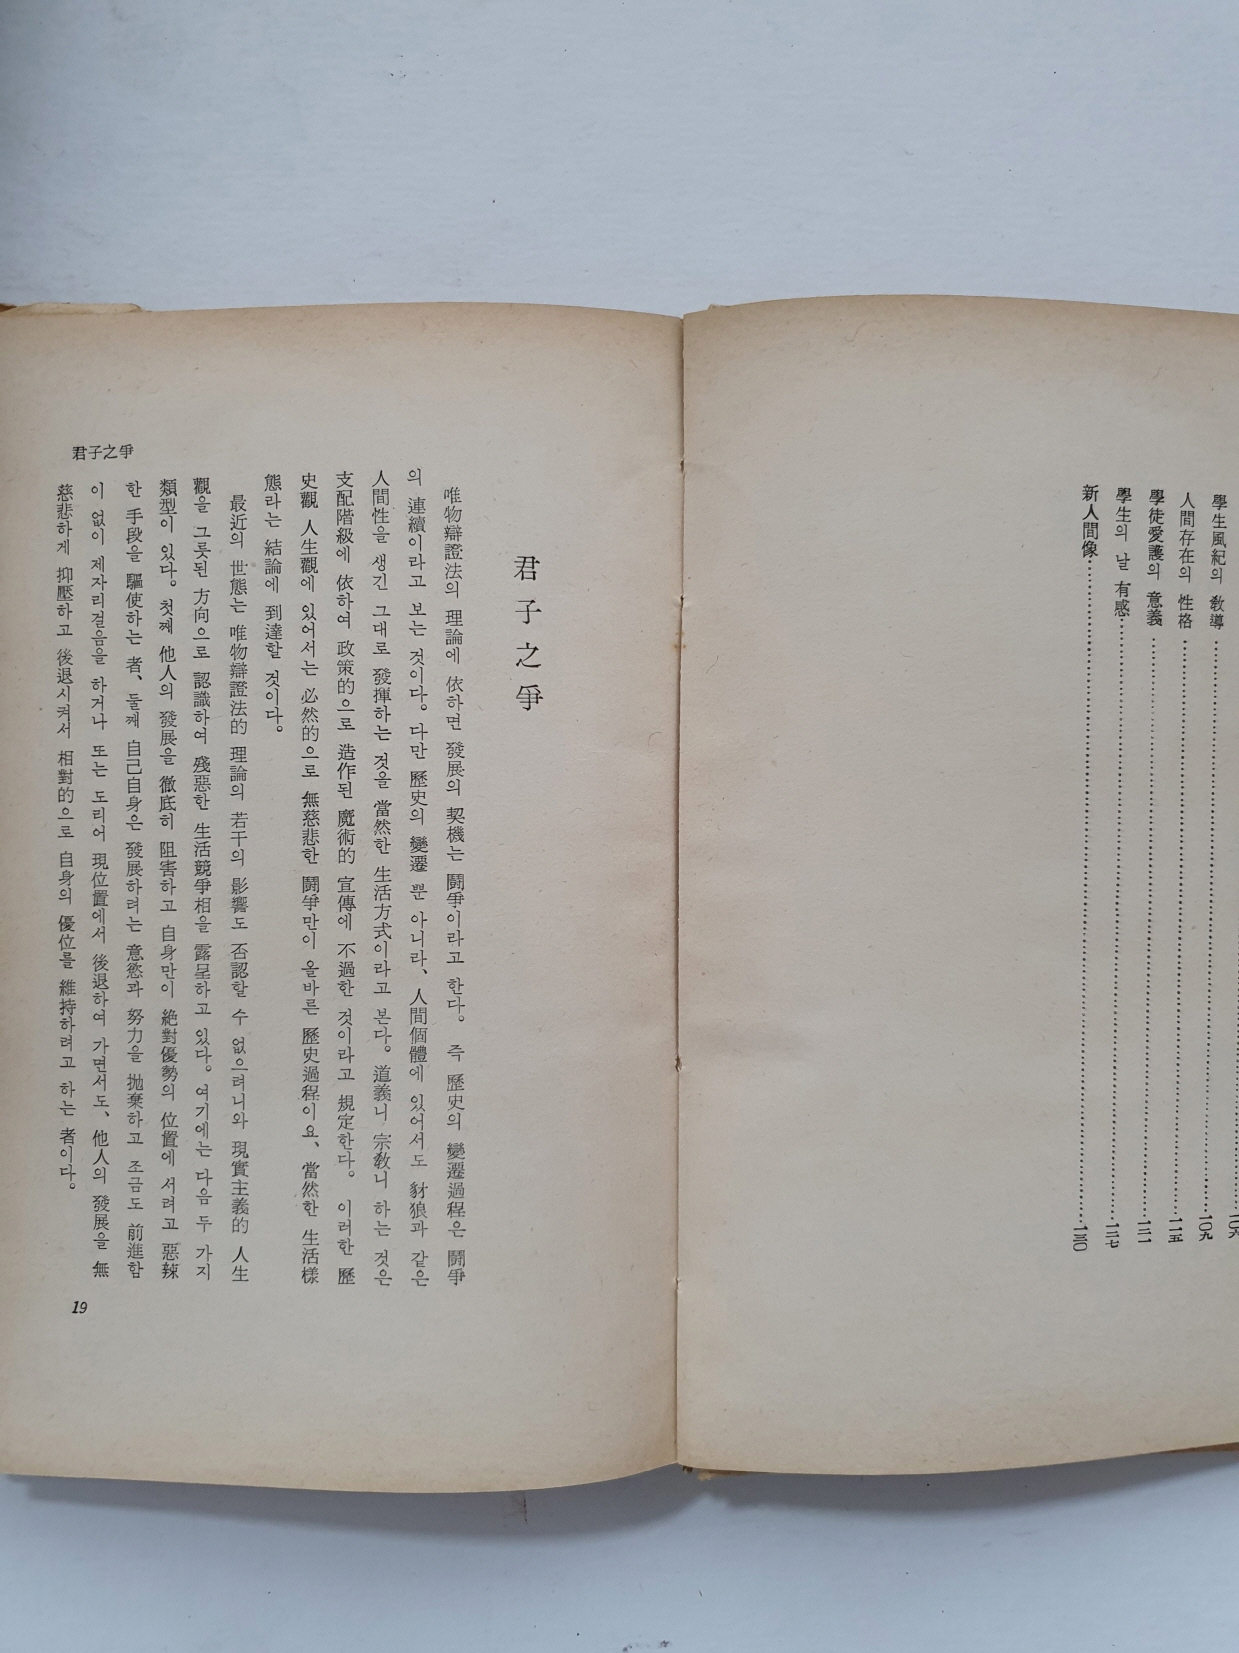 學生風紀의 敎導……一〇九
人間存在의 性格……一一五
學徒愛護의 意義……一二一
學生의 날 有感……一二七
新人間像……一三〇
君子之爭
唯物辯證法의 理論에 依하면 發展의 契機는 鬪爭이라고 한다. 즉 歷史의 變遷過程은 鬪爭
의 連續이라고 보는 것이다. 다만 歷史의 變遷 뿐 아니라、人間個體에 있어서도 豺狼과 같은
人間性을 생긴 그대로 發揮하는 것을 當然한 生活方式이라고 본다. 道義니 宗敎니 하는 것은
支配階級에 依하여 政策的으로 造作된 魔術的 宣傳에 不過한 것이라고 規定한다. 이러한 歷
史觀 人生觀에 있어서는 必然的으로 無慈悲한 鬪爭만이 올바른 歷史過程이요、當然한 生活樣
態라는 結論에 到達할 것이다.
最近의 世態는 唯物辯證法的 理論의 若干의 影響도 否認할 수 없으려니와 現實主義的 人生
觀을 그릇된 方向으로 認識하여 殘惡한 生活競爭相을 露呈하고 있다. 여기에는 다음 두 가지
類型이 있다. 첫째 他人의 發展을 徹底히 阻害하고 自身만이 絶對優勢의 位置에 서려고 惡辣
한 手段을 驅使하는 者、둘째 自己自身은 發展하려는 意慾과 努力을 抛棄하고 조금도 前進함
이 없이 제자리걸음을 하거나 또는 도리어 現位置에서 後退하여 가면서도、他人의 發展을 無
慈悲하게 抑壓하고 後退시켜서 相對的으로 自身의 優位를 維持하려고 하는 者이다.
君子之爭
19